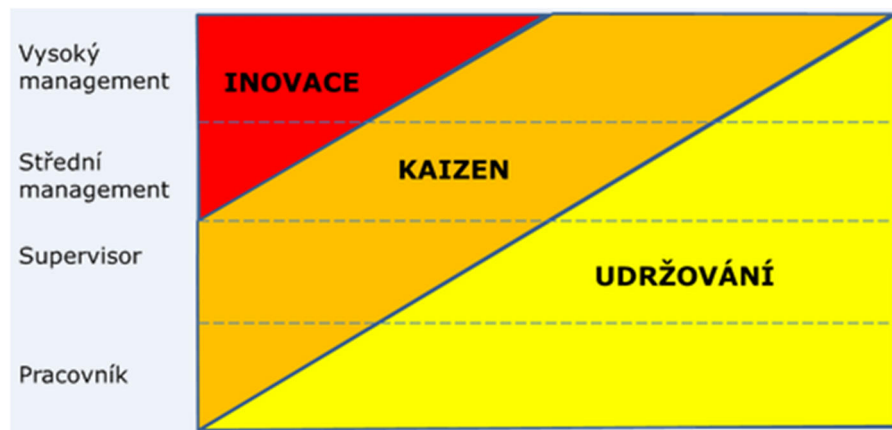 Vysoký
management
INOVACE
Střední
management
KAIZEN
Supervisor
UDRŽOVÁNÍ
Pracovník